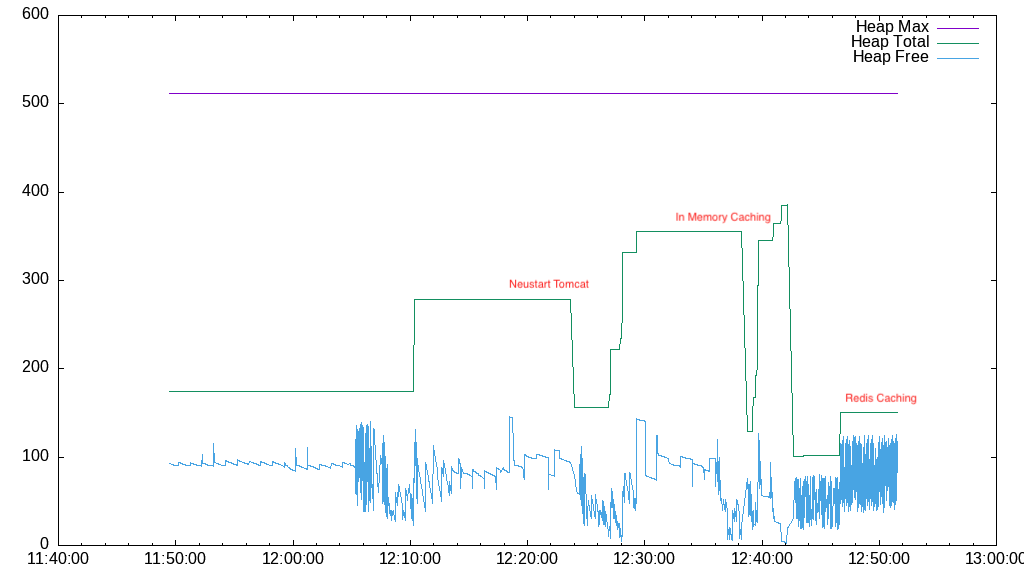 600
500
400
300
200
100
0
11:40:00
11:50:00
12:00:00
12:10:00
12:20:00
12:30:00
12:40:00
12:50:00
13:00:00
Heap Max
Heap Total
Heap Free
In Memory Caching
Neustart Tomcat
Redis Caching